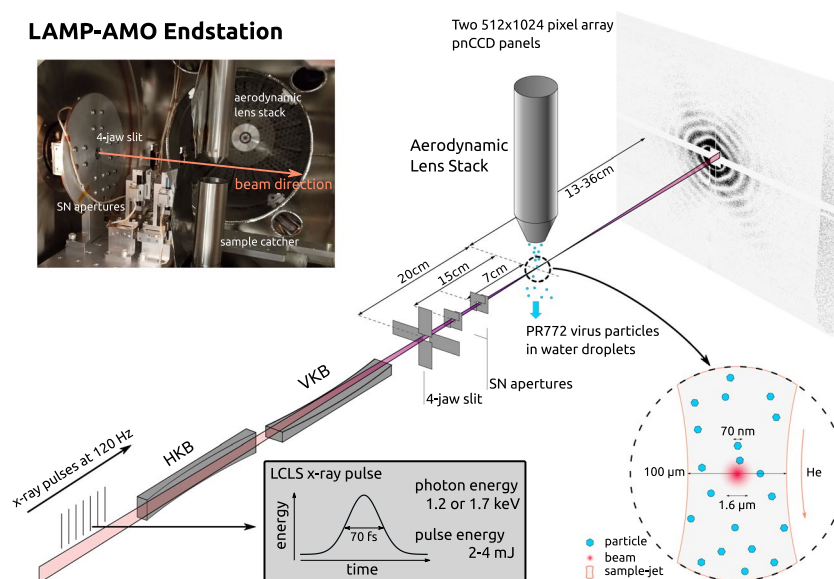 LAMP-AMO Endstation
Two 512x1024 pixel array
pnCCD panels
aerodynamic
lens stack
4-jaw slit
beam direction
SN apertures
sample catcher
Aerodynamic
Lens Stack
13-36cm
20cm
15cm
7cm
PR772 virus particles
in water droplets
SN apertures
4-jaw slit
VKB
HKB
x-ray pulses at 120 Hz
LCLS x-ray pulse
photon energy
1.2 or 1.7 keV
pulse energy
2-4 mJ
energy
70 fs
time
70 nm
100 µm
He
1.6 µm
particle
beam
sample-jet